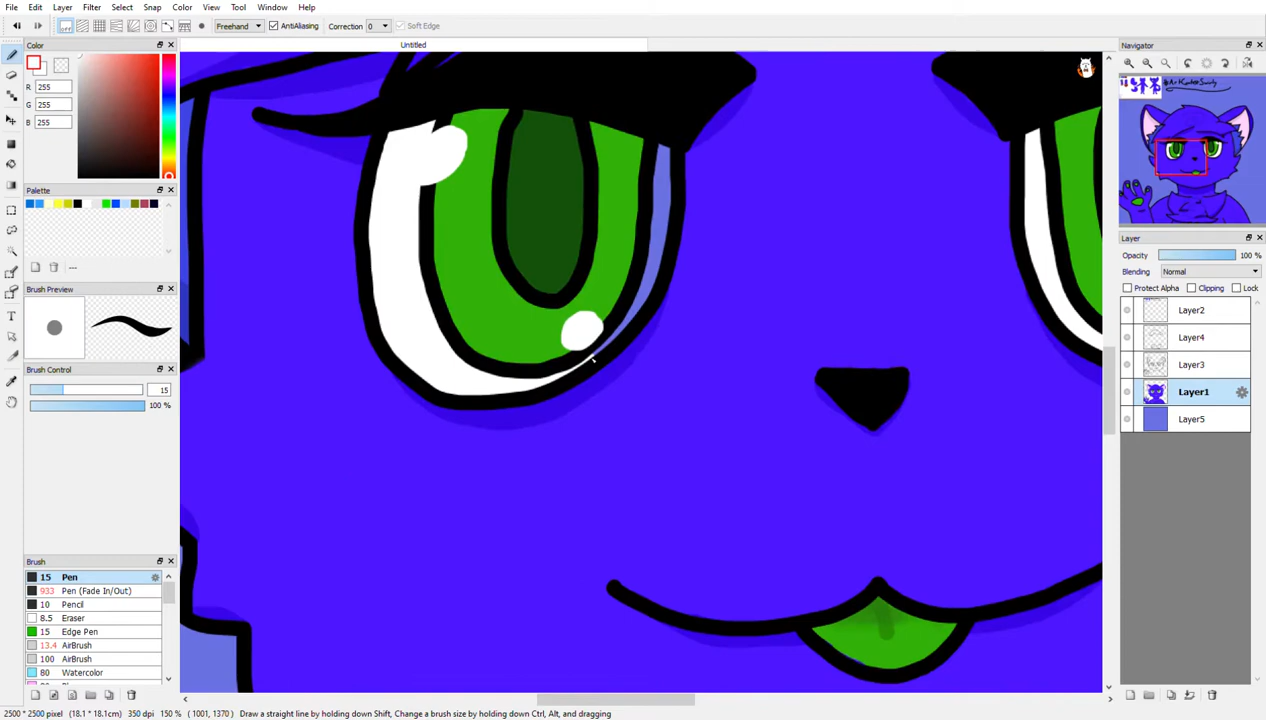 File Edit Layer Select Snap Color View Tool Window Help
OFF Freehand AntiAliasing Correction 0 Soft Edge
Color
Untitled
Navigator
R 255
G 255
B 255
Palette
---
Brush Preview
Brush Control
15
100 %
Layer
Opacity 100 %
Blending Normal
Protect Alpha Clipping Lock
Layer2
Layer4
Layer3
Layer1
Layer5
Brush
15 Pen
933 Pen (Fade In/Out)
10 Pencil
8.5 Eraser
15 Edge Pen
13.4 AirBrush
100 AirBrush
80 Watercolor
2500 * 2500 pixel (18.1 * 18.1cm) 350 dpi 150 % ( 1001, 1370 ) Draw a straight line by holding down Shift, Change a brush size by holding down Ctrl, Alt, and dragging